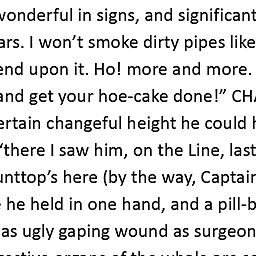 wonderful in signs, and significant
ars. I won’t smoke dirty pipes like
end upon it. Ho! more and more.
and get your hoe-cake done!” CHA
ertain changeful height he could h
‘there I saw him, on the Line, last
unttop’s here (by the way, Captain
he held in one hand, and a pill-b
as ugly gaping wound as surgeon